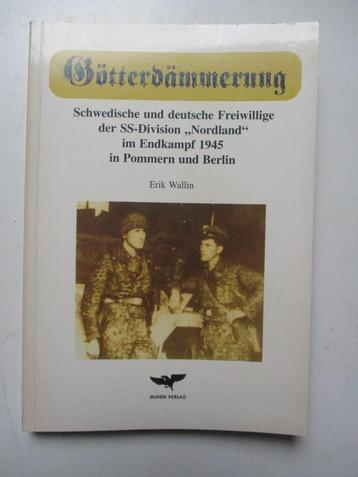 Götterdämmerung
Schwedische und deutsche Freiwillige
der SS-Division „Nordland“
im Endkampf 1945
in Pommern und Berlin
Erik Wallin
MUNIN VERLAG